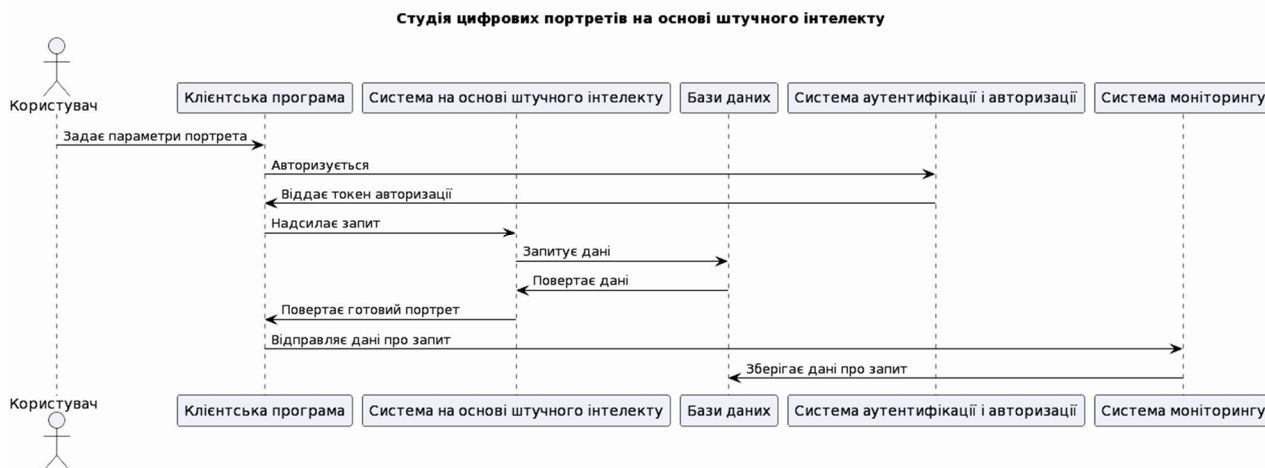 Студія цифрових портретів на основі штучного інтелекту
Користувач
Клієнтська програма
Система на основі штучного інтелекту
Бази даних
Система аутентифікації і авторизації
Система моніторингу
Задає параметри портрета
Авторизується
Віддає токен авторизації
Надсилає запит
Запитує дані
Повертає дані
Повертає готовий портрет
Відправляє дані про запит
Зберігає дані про запит
Користувач
Клієнтська програма
Система на основі штучного інтелекту
Бази даних
Система аутентифікації і авторизації
Система моніторингу